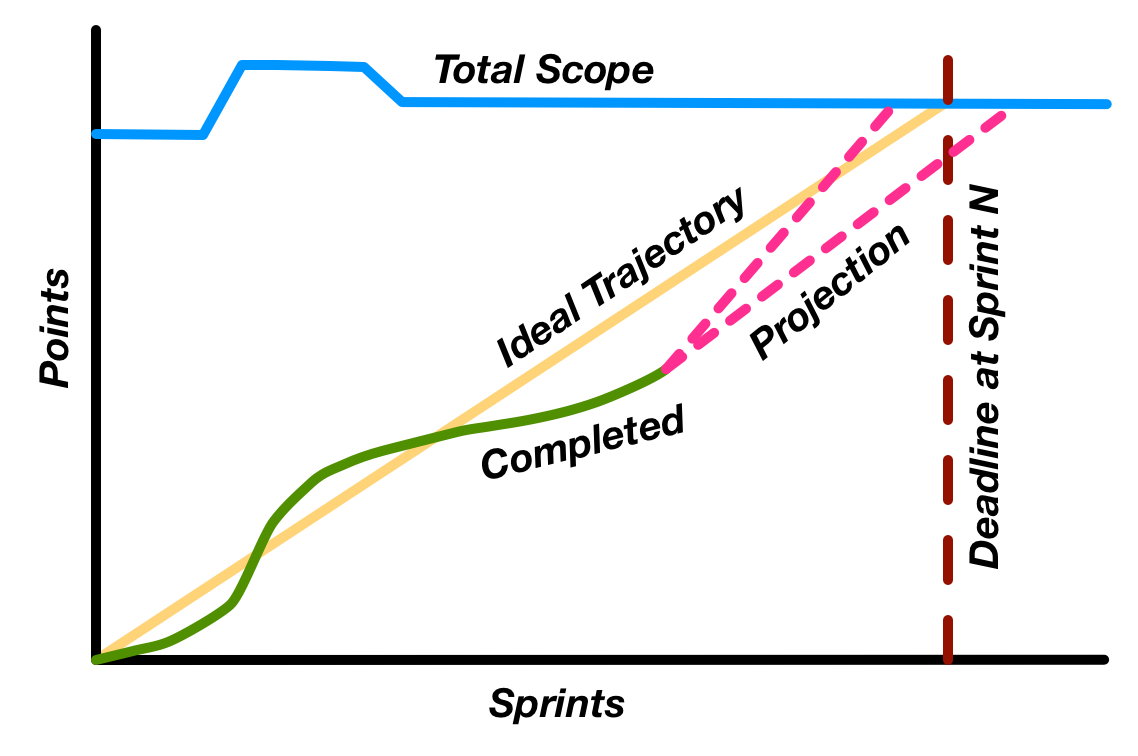 Total Scope
Ideal Trajectory
Projection
Completed
Deadline at Sprint N
Points
Sprints